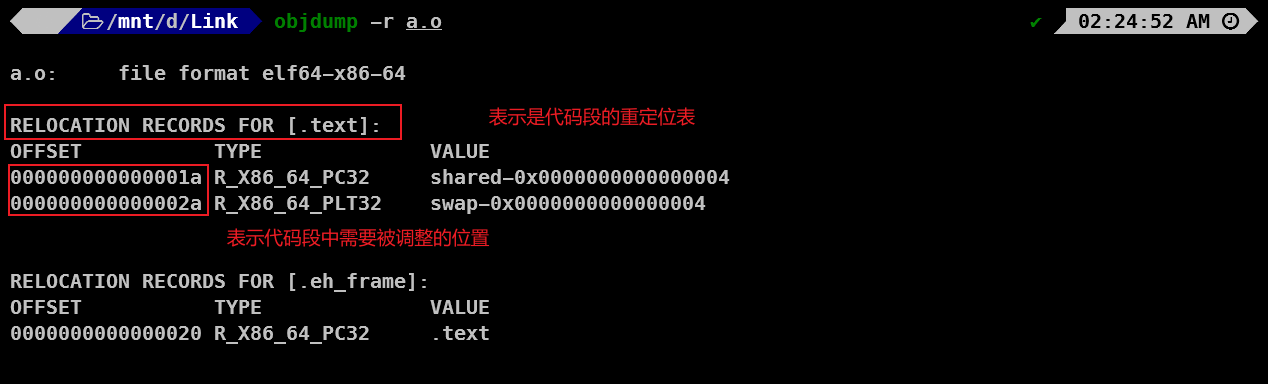 /mnt/d/Link objdump -r a.o ✔ 02:24:52 AM
a.o: file format elf64-x86-64
RELOCATION RECORDS FOR [.text]: 表示是代码段的重定位表
OFFSET TYPE VALUE
000000000000001a R_X86_64_PC32 shared-0x0000000000000004
000000000000002a R_X86_64_PLT32 swap-0x0000000000000004
表示代码段中需要被调整的位置
RELOCATION RECORDS FOR [.eh_frame]:
OFFSET TYPE VALUE
0000000000000020 R_X86_64_PC32 .text